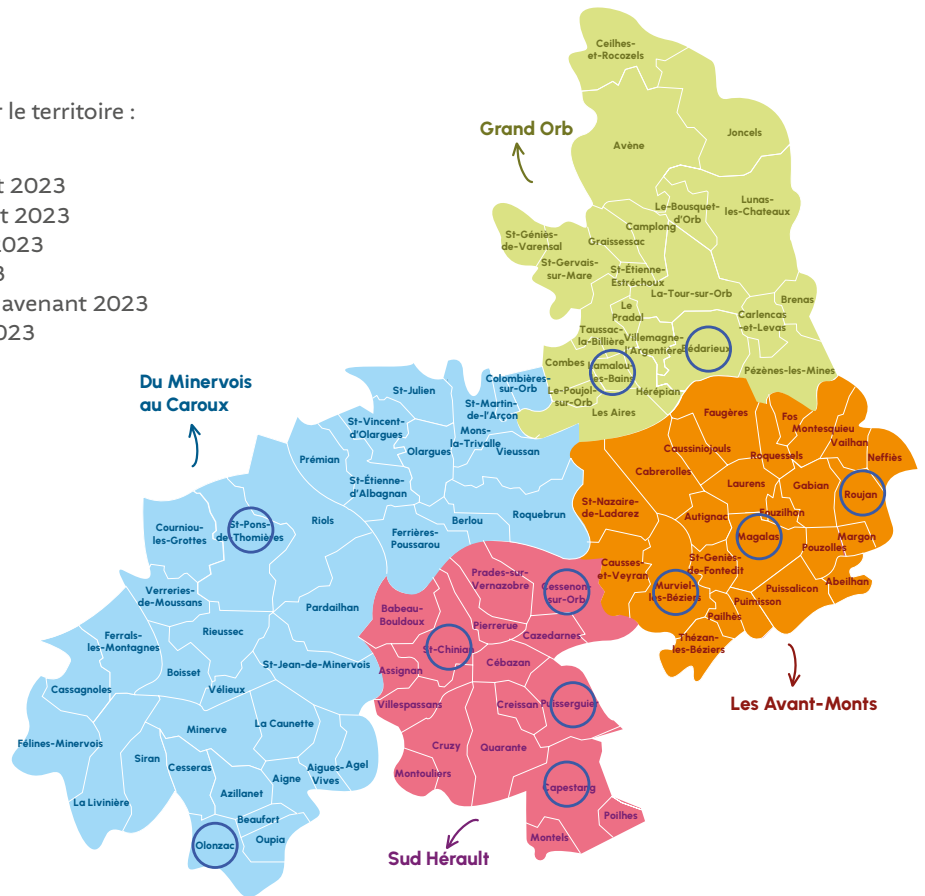 r le territoire :
t 2023
t 2023
2023
3
avenant 2023
023
Grand Orb
Ceilhes-
et-Rocozels
Avène
Joncels
Le-Bousquet-
d'Orb
Lunas-
les-Chateaux
Camplong
Graissessac
St-Géniès-
de-Varensal
St-Gervais-
sur-Mare
St-Étienne-
Estréchoux
La-Tour-sur-Orb
Le
Pradal
Brenas
Carlencas
-et-Levas
Taussac-
la-Billière
Villemagne-
l'Argentière
Bédarieux
Combes
Lamalou-
les-Bains
Pézènes-les-Mines
Le-Poujol-
sur-Orb
Hérépian
Les Aires
Du Minervois
au Caroux
St-Julien
Colombières-
sur-Orb
St-Martin-
de-l'Arçon
St-Vincent-
d'Olargues
Mons-
la-Trivalle
Olargues
Vieussan
Prémian
St-Étienne-
d'Albagnan
Courniou-
les-Grottes
St-Pons-
de-Thomières
Riols
Ferrières-
Poussarou
Berlou
Roquebrun
Verreries-
de-Moussans
Pardailhan
Ferrals-
les-Montagnes
Rieussec
Boisset
St-Jean-de-Minervois
Cassagnoles
Vélieux
Félines-Minervois
Minerve
La Caunette
Siran
Cesseras
Aigne
Aigues-
Vives
Agel
Azillanet
La Livinière
Beaufort
Oupia
Olonzac
Faugères
Fos
Montesquieu
Vailhan
Neffiès
Caussiniojouls
Roquessels
Cabrerolles
Laurens
Gabian
Roujan
St-Nazaire-
de-Ladarez
Autignac
Fouzilhon
Magalas
Margon
Pouzolles
Causses-
et-Veyran
St-Geniès-
de-Fontedit
Murviel-
les-Béziers
Puissalicon
Abeilhan
Puimisson
Pailhès
Thézan-
les-Béziers
Les Avant-Monts
Prades-sur-
Vernazobre
Cessenon-
sur-Orb
Babeau-
Bouldoux
Pierrerue
Cazedarnes
St-Chinian
Cébazan
Assignan
Villespassans
Creissan
Puisserguier
Cruzy
Quarante
Montouliers
Capestang
Poilhes
Montels
Sud Hérault